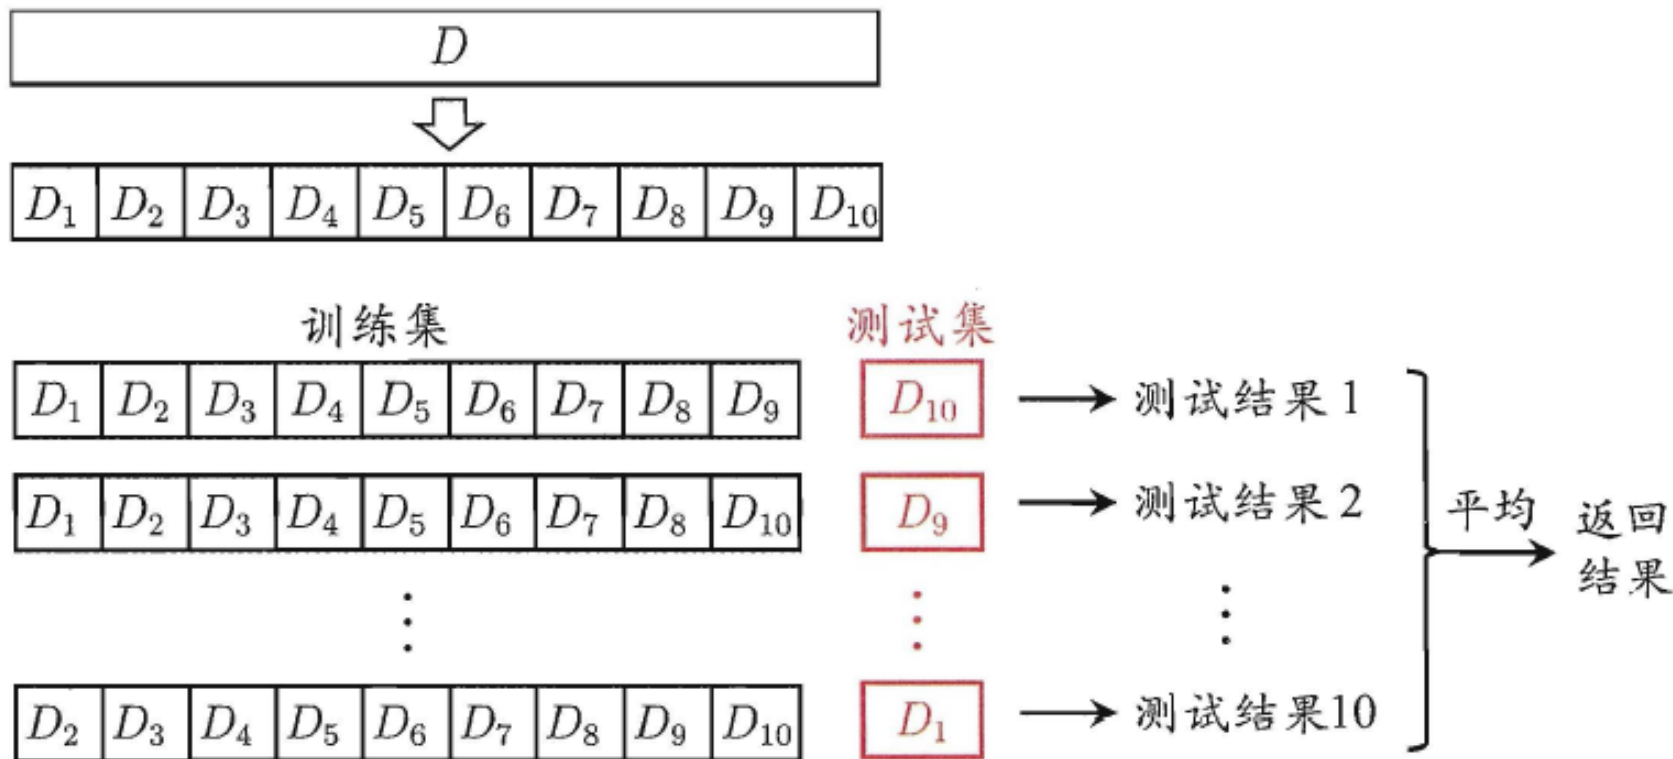 D
D₁ D₂ D₃ D₄ D₅ D₆ D₇ D₈ D₉ D₁₀
训练集 测试集
D₁ D₂ D₃ D₄ D₅ D₆ D₇ D₈ D₉ D₁₀ 测试结果1
D₁ D₂ D₃ D₄ D₅ D₆ D₇ D₈ D₁₀ D₉ 测试结果2
平均 返回
结果
D₂ D₃ D₄ D₅ D₆ D₇ D₈ D₉ D₁₀ D₁ 测试结果10